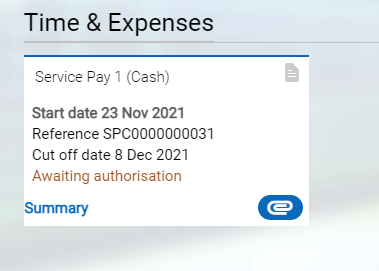 Time & Expenses
Service Pay 1 (Cash)
Start date 23 Nov 2021
Reference SPC0000000031
Cut off date 8 Dec 2021
Awaiting authorisation
Summary